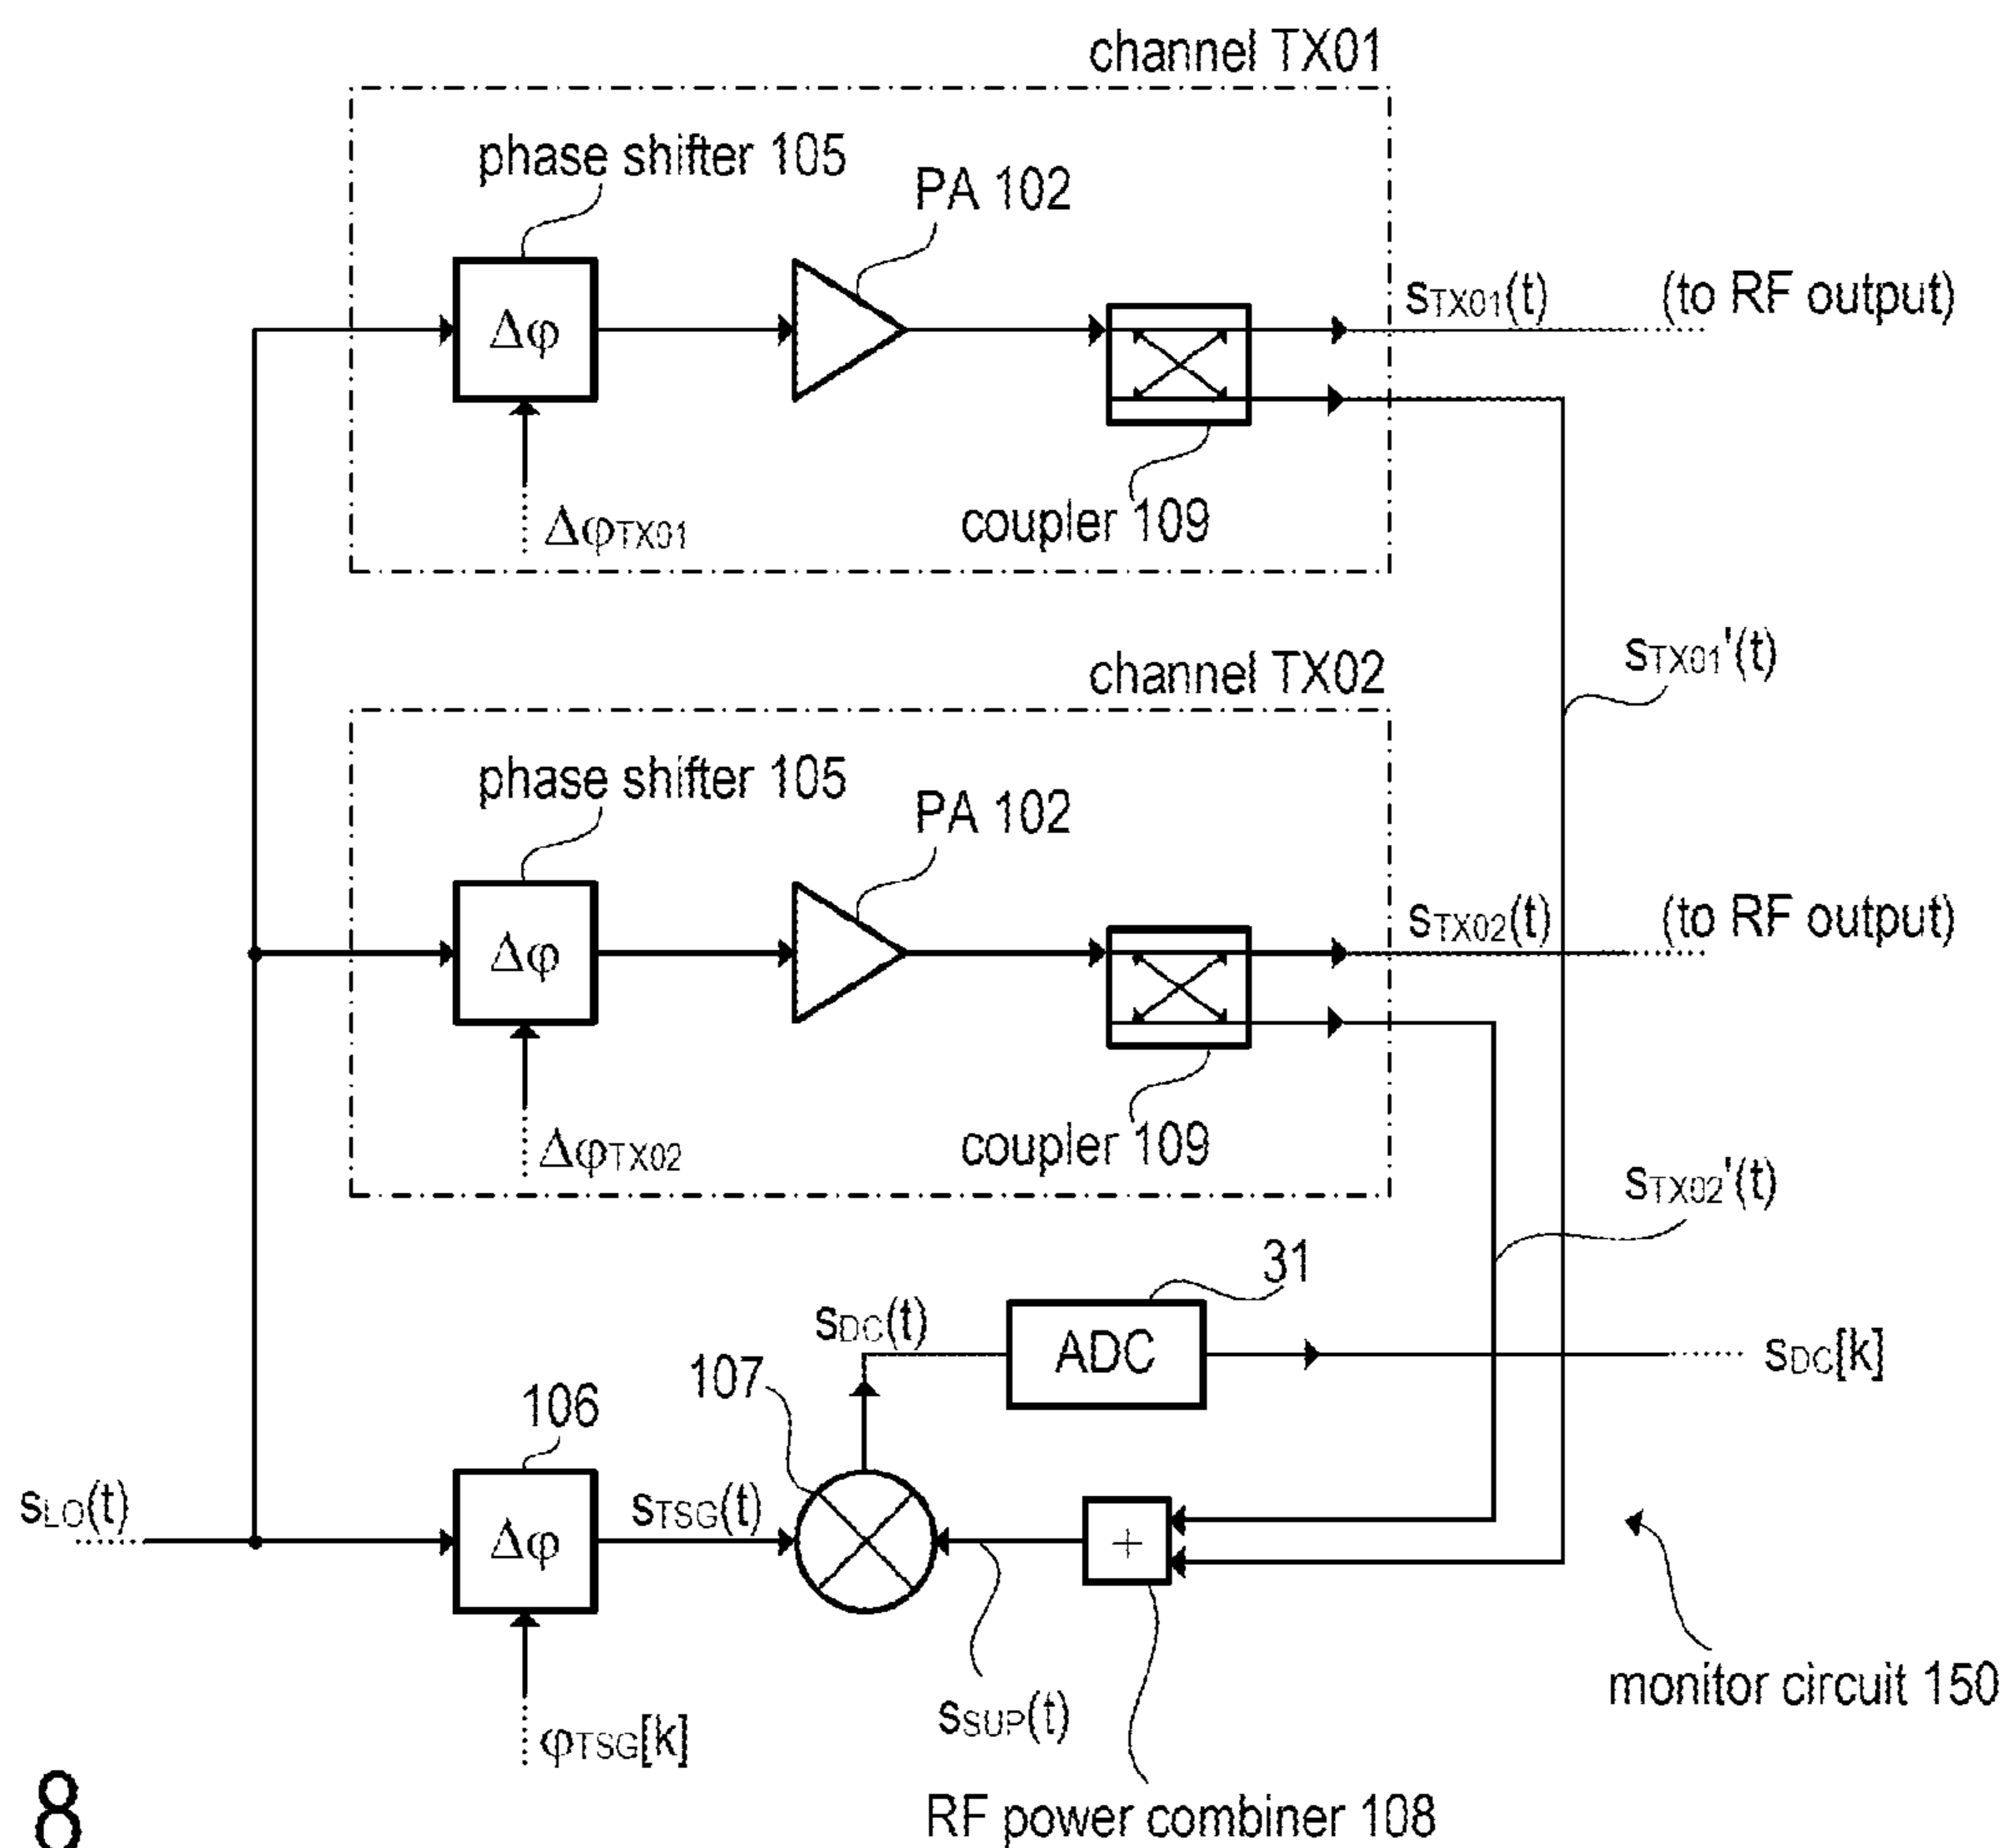 channel TX01
phase shifter 105
PA 102
Δφ
sTX01(t)
(to RF output)
ΔφTX01
coupler 109
sTX01'(t)
channel TX02
phase shifter 105
PA 102
Δφ
sTX02(t)
(to RF output)
ΔφTX02
coupler 109
sTX02'(t)
31
sDC(t)
ADC
sDC[k]
107
106
sLO(t)
Δφ
sTSG(t)
+
φTSG[k]
sSUP(t)
monitor circuit 150
RF power combiner 108
8